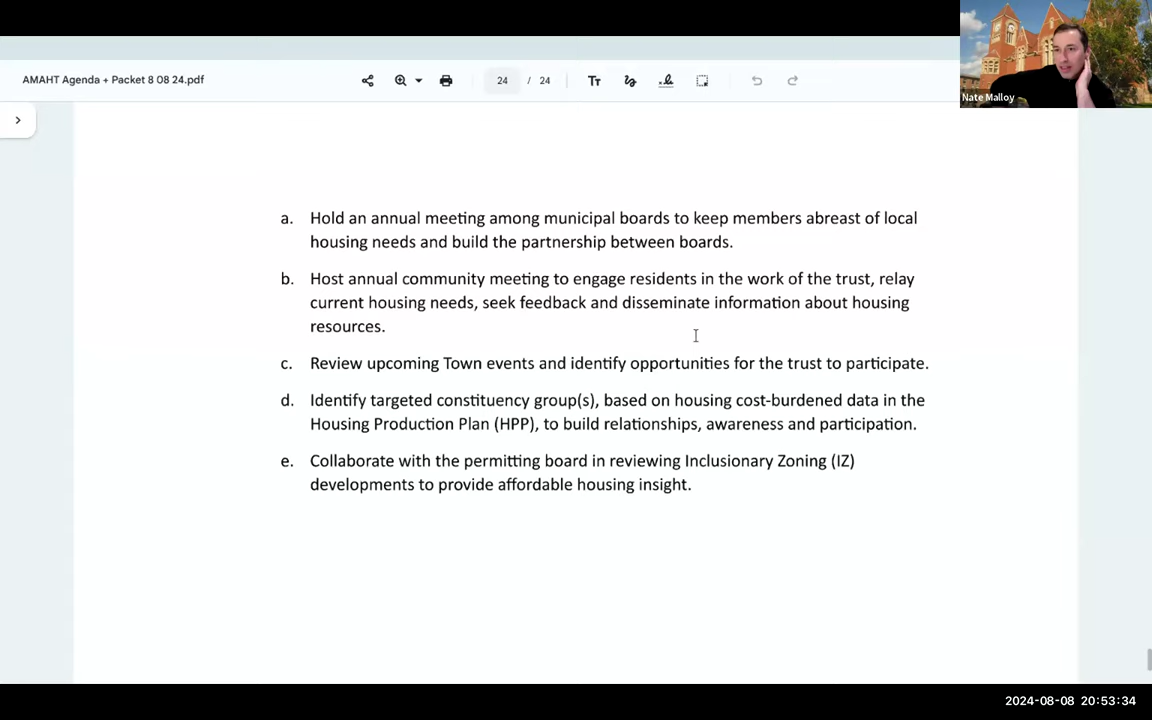 AMAHT Agenda + Packet 8 08 24.pdf
24 / 24
Nate Malloy
a. Hold an annual meeting among municipal boards to keep members abreast of local
housing needs and build the partnership between boards.
b. Host annual community meeting to engage residents in the work of the trust, relay
current housing needs, seek feedback and disseminate information about housing
resources.
c. Review upcoming Town events and identify opportunities for the trust to participate.
d. Identify targeted constituency group(s), based on housing cost-burdened data in the
Housing Production Plan (HPP), to build relationships, awareness and participation.
e. Collaborate with the permitting board in reviewing Inclusionary Zoning (IZ)
developments to provide affordable housing insight.
2024-08-08 20:53:34